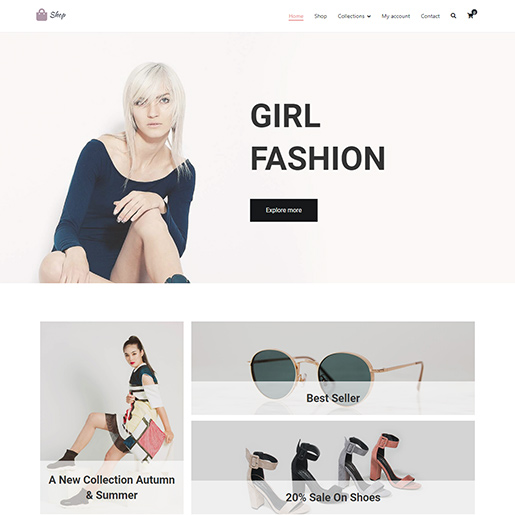 Shop
Home Shop Collections My account Contact 0
GIRL
FASHION
Explore more
Best Seller
A New Collection Autumn
& Summer
20% Sale On Shoes